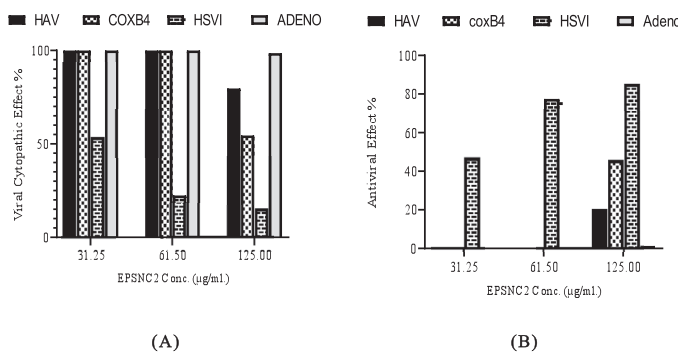 HAV COXB4 HSVI ADENO
Viral Cytopathic Effect %
100
50
0
31.25 61.50 125.00
EPSNC2 Conc. (µg/ml.)
(A)
HAV coxB4 HSVI Adeno
Antiviral Effect %
100
80
60
40
20
0
31.25 61.50 125.00
EPSNC2 Conc. (µg/ml.)
(B)